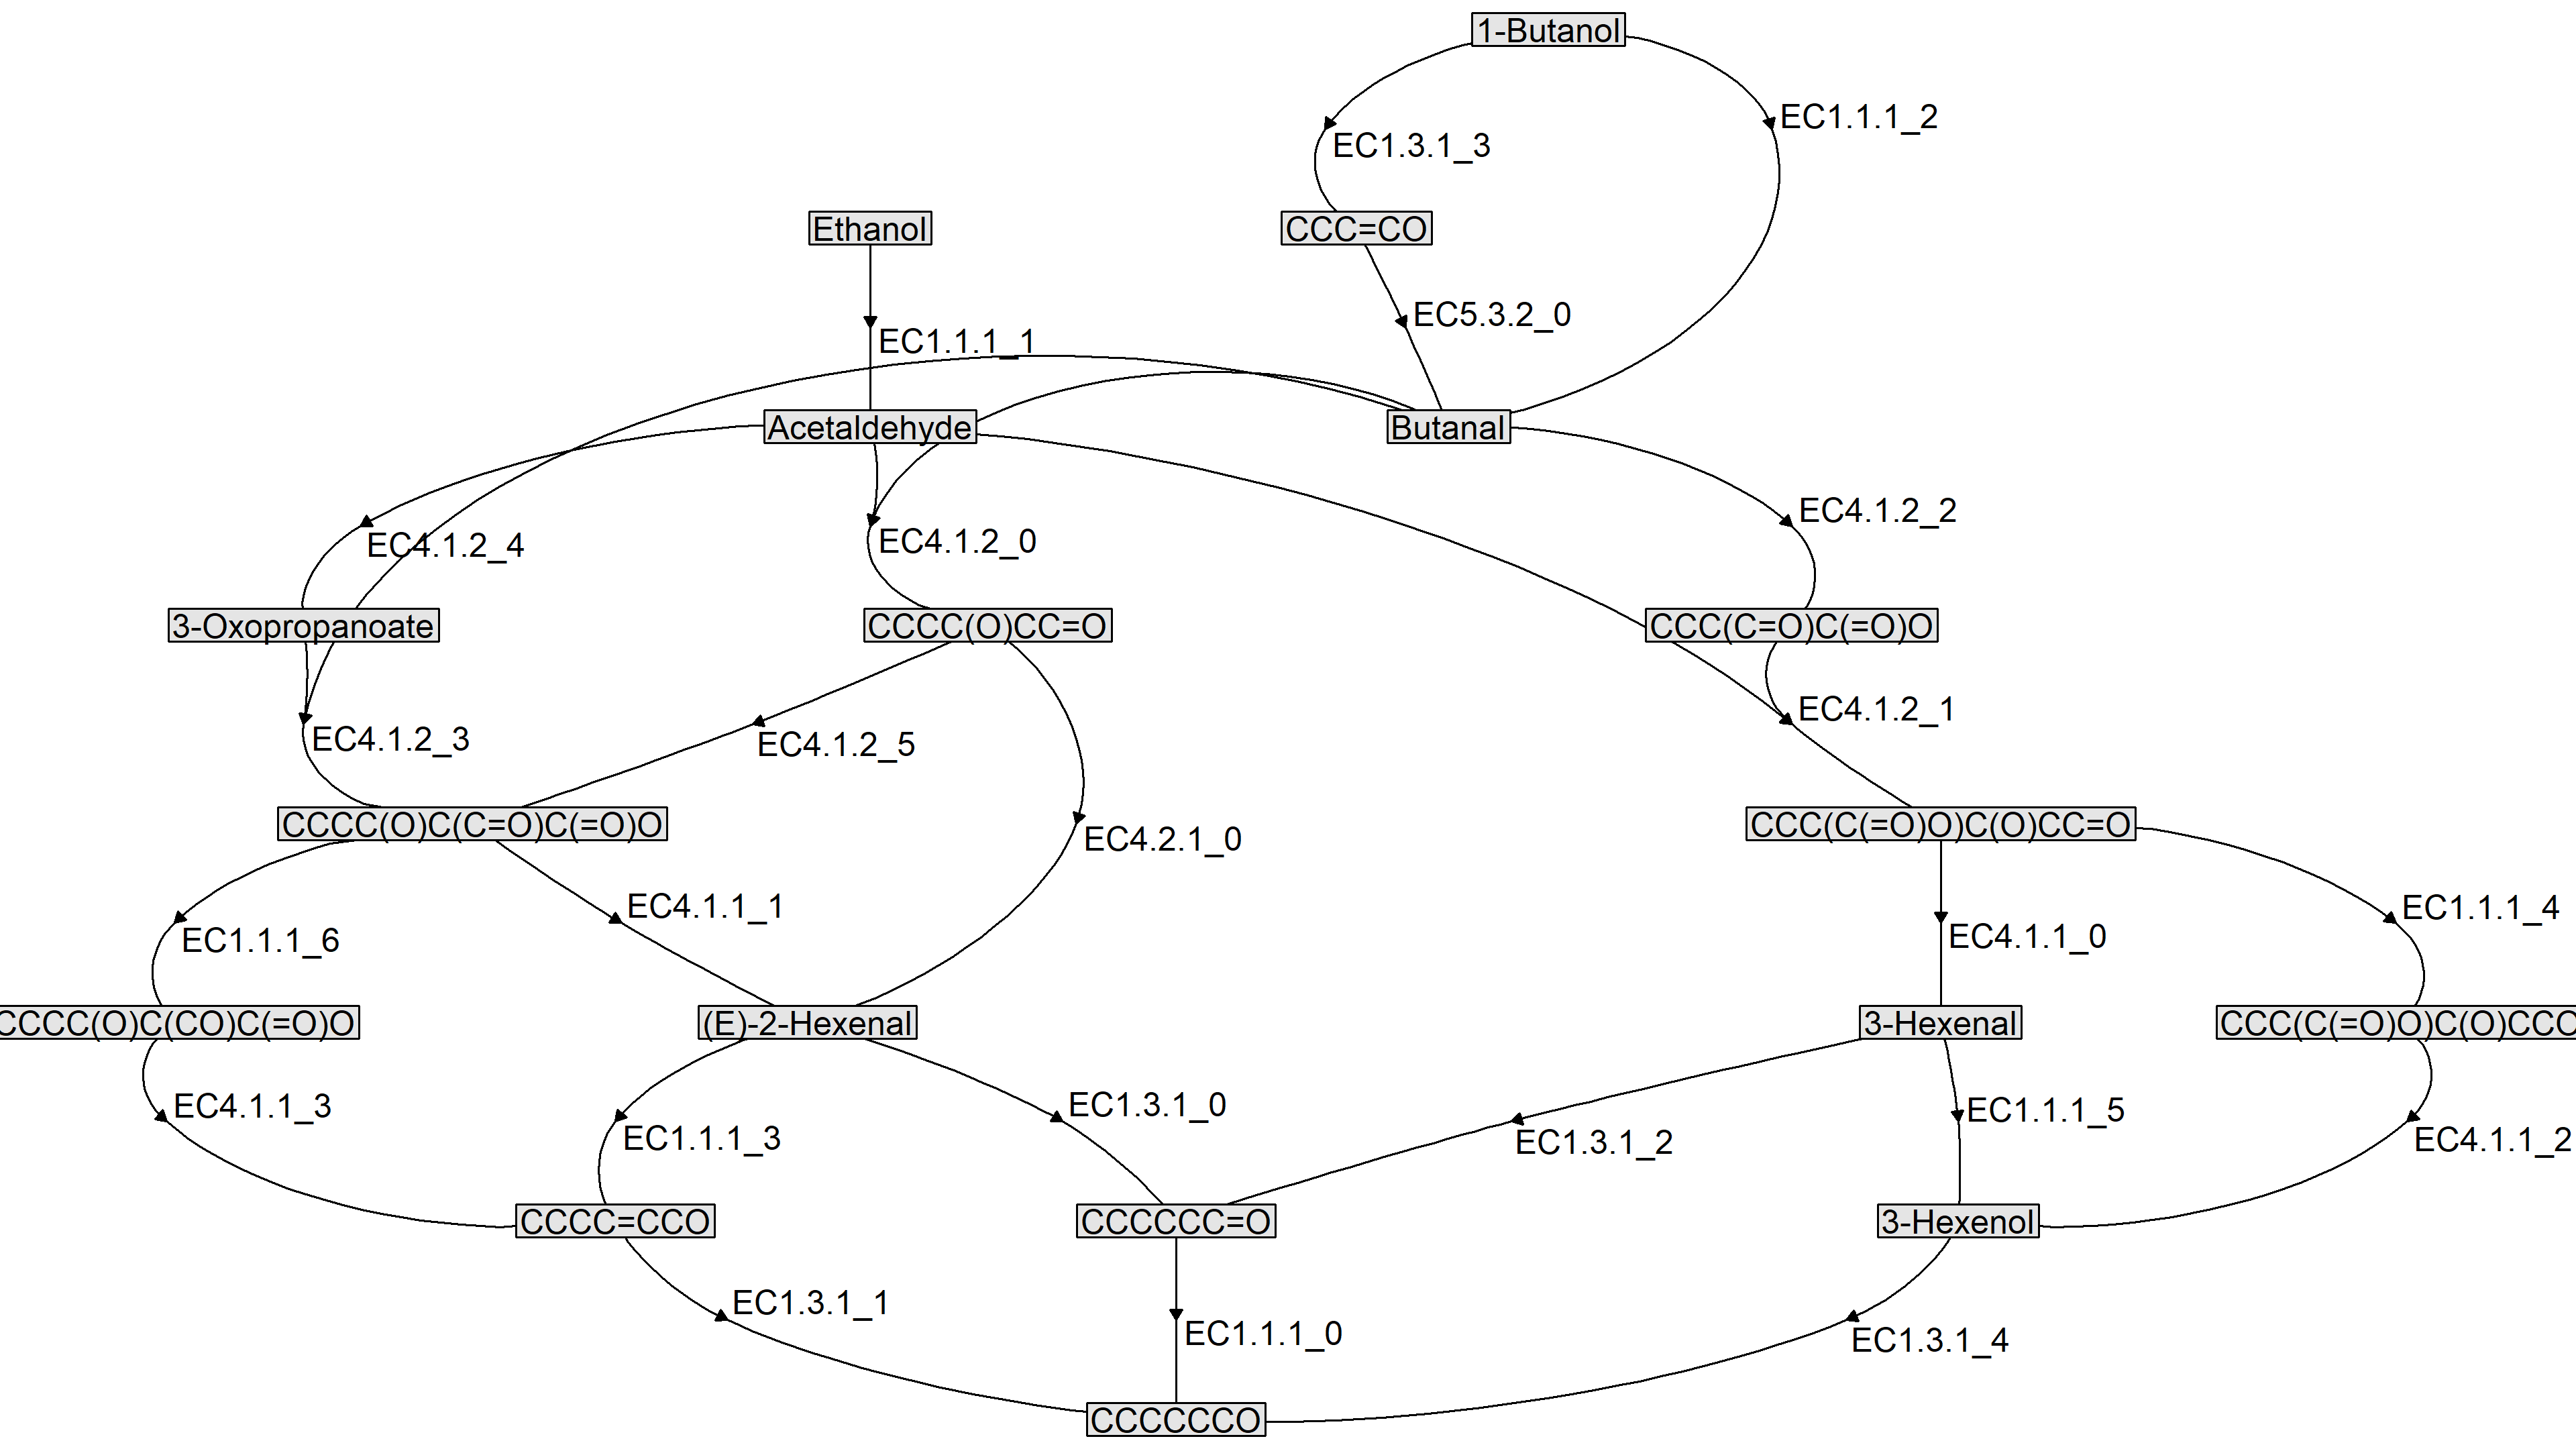 1-Butanol
EC1.1.1_2
EC1.3.1_3
Ethanol
CCC=CO
EC5.3.2_0
EC1.1.1_1
Acetaldehyde
Butanal
EC4.1.2_2
EC4.1.2_4
EC4.1.2_0
3-Oxopropanoate
CCCC(O)CC=O
CCC(C=O)C(=O)O
EC4.1.2_1
EC4.1.2_3
EC4.1.2_5
CCCC(O)C(C=O)C(=O)O
EC4.2.1_0
CCC(C(=O)O)C(O)CC=O
EC4.1.1_1
EC1.1.1_4
EC1.1.1_6
EC4.1.1_0
CCCC(O)C(CO)C(=O)O
(E)-2-Hexenal
3-Hexenal
CCC(C(=O)O)C(O)CCO
EC4.1.1_3
EC1.3.1_0
EC1.1.1_5
EC1.1.1_3
EC1.3.1_2
EC4.1.1_2
CCCC=CCO
CCCCCC=O
3-Hexenol
EC1.3.1_1
EC1.1.1_0
EC1.3.1_4
CCCCCCO